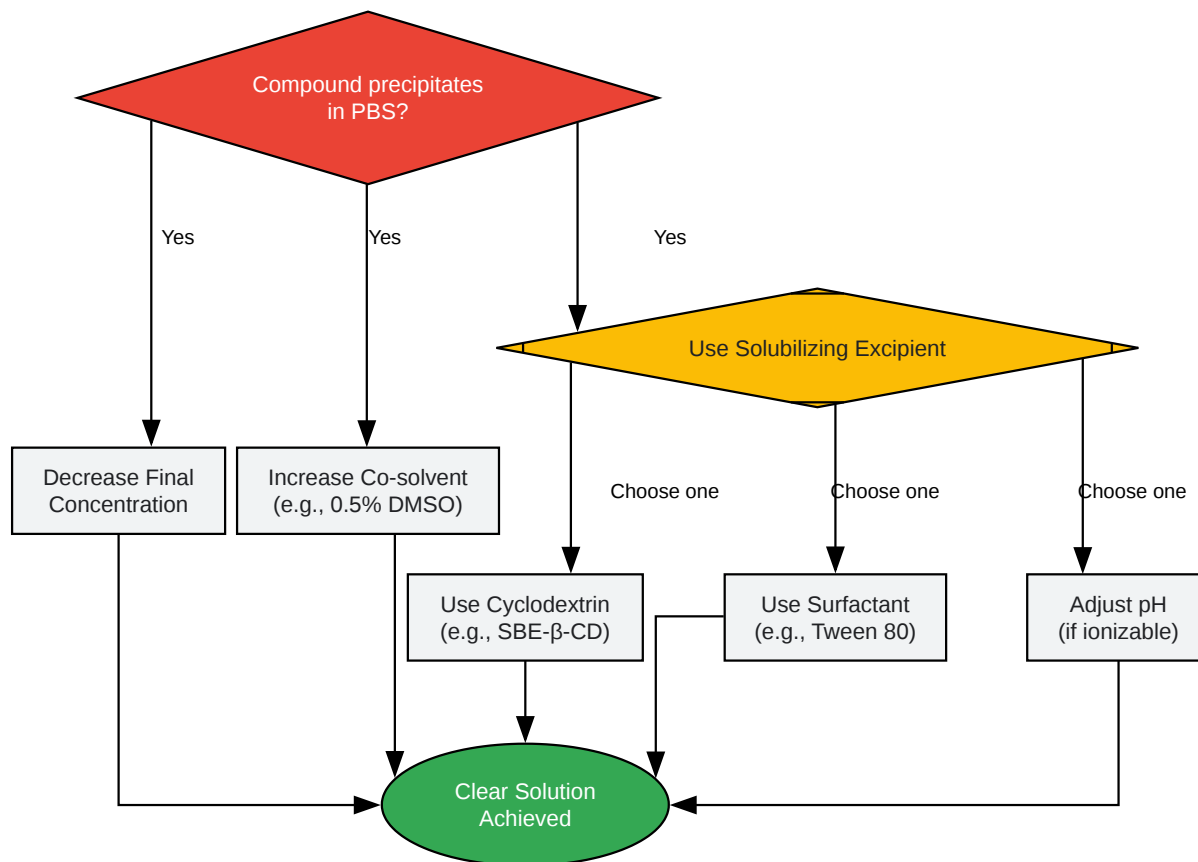 Compound precipitates
in PBS?
Yes
Yes
Yes
Use Solubilizing Excipient
Decrease Final
Concentration
Increase Co-solvent
(e.g., 0.5% DMSO)
Choose one
Choose one
Choose one
Use Cyclodextrin
(e.g., SBE-β-CD)
Use Surfactant
(e.g., Tween 80)
Adjust pH
(if ionizable)
Clear Solution
Achieved